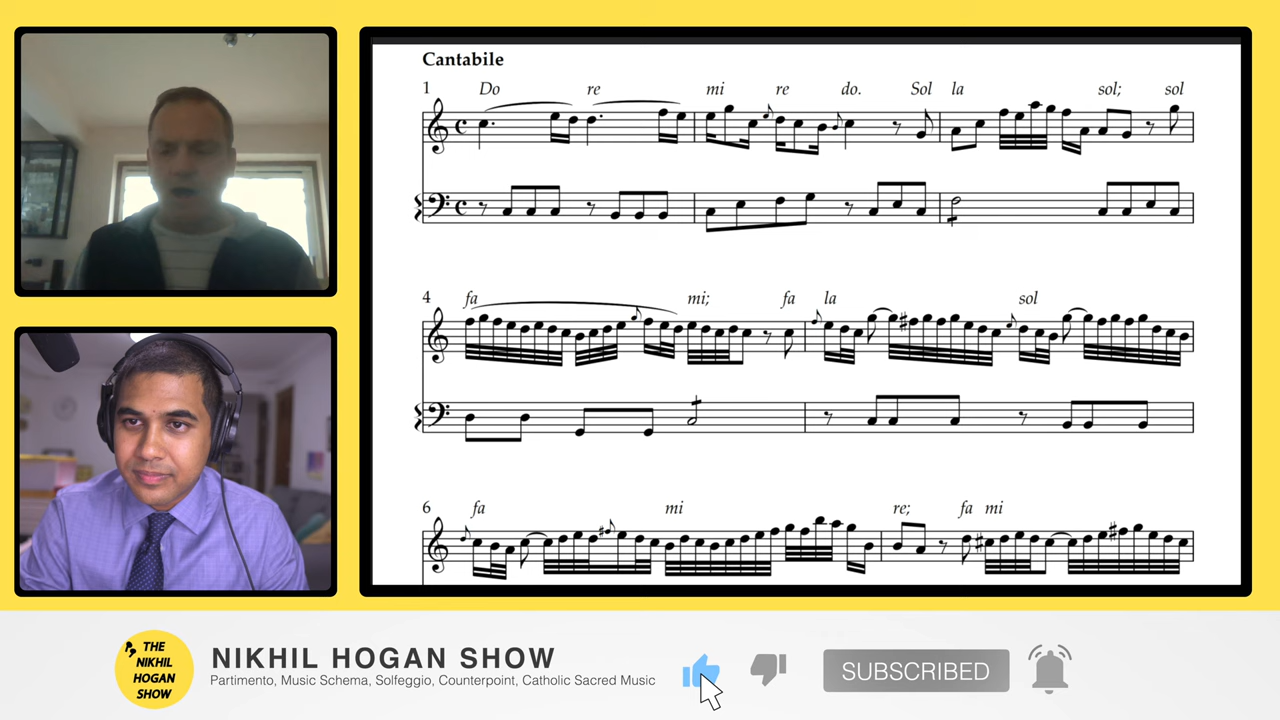 Cantabile
1 Do re mi re do. Sol la sol; sol
4 fa mi; fa la sol
6 fa mi re; fa mi
THE
NIKHIL
HOGAN
SHOW
NIKHIL HOGAN SHOW
Partimento, Music Schema, Solfeggio, Counterpoint, Catholic Sacred Music
SUBSCRIBED